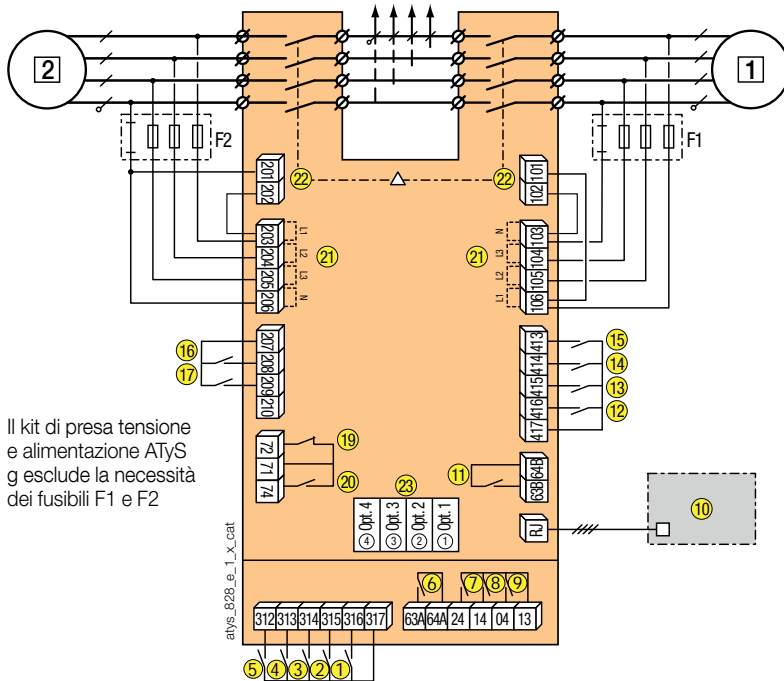 2
1
F2
F1
201
202
22
22
101
102
203
204
205
206
L1
L2
L3
N
21
21
N
L3
L2
L1
103
104
105
106
16
17
207
208
209
210
413
414
415
416
417
15
14
13
12
Il kit di presa tensione
e alimentazione ATyS
g esclude la necessità
dei fusibili F1 e F2
72
71
74
19
20
11
64B
63B
23
4 Opt.4
3 Opt.3
2 Opt.2
1 Opt.1
RJ
10
atys_828_e_1_x_cat
6
7
8
9
312 313 314 315 316 317
63A 64A 24 14 04 13
5 4 3 2 1